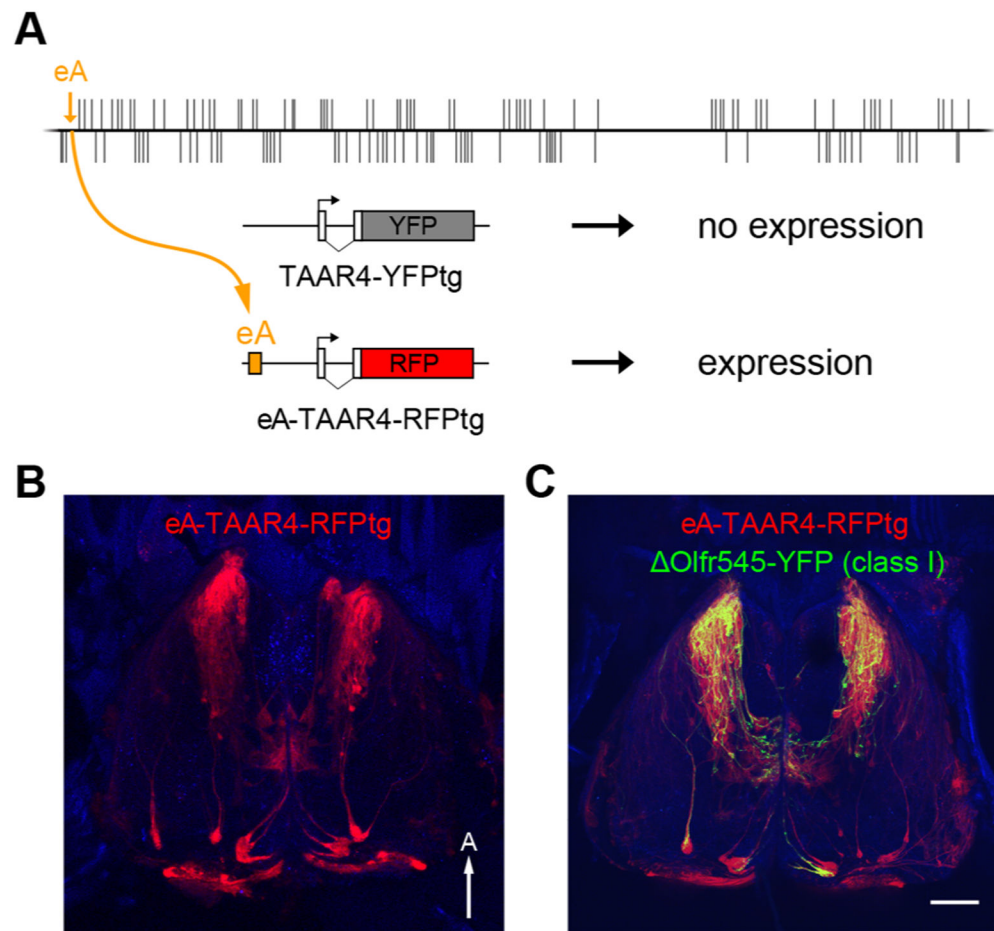 A
eA
YFP
no expression
TAAR4-YFPtg
eA
RFP
expression
eA-TAAR4-RFPtg
B
eA-TAAR4-RFPtg
A
C
eA-TAAR4-RFPtg
ΔOlfr545-YFP (class I)